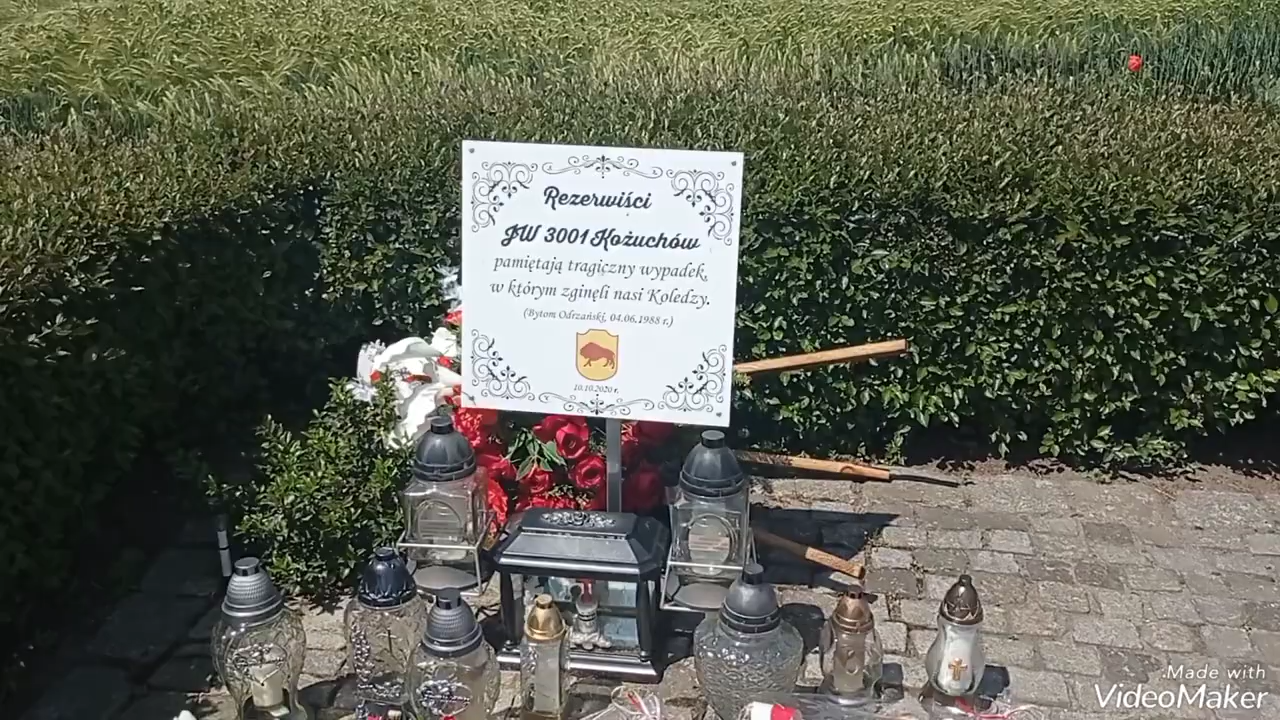 Rezerwiści
JW 3001 Kożuchów
pamiętają tragiczny wypadek,
w którym zginęli nasi Koledzy.
(Bytom Odrzański, 04.06.1988 r.)
10.10.2020 r.
Made with
VideoMaker